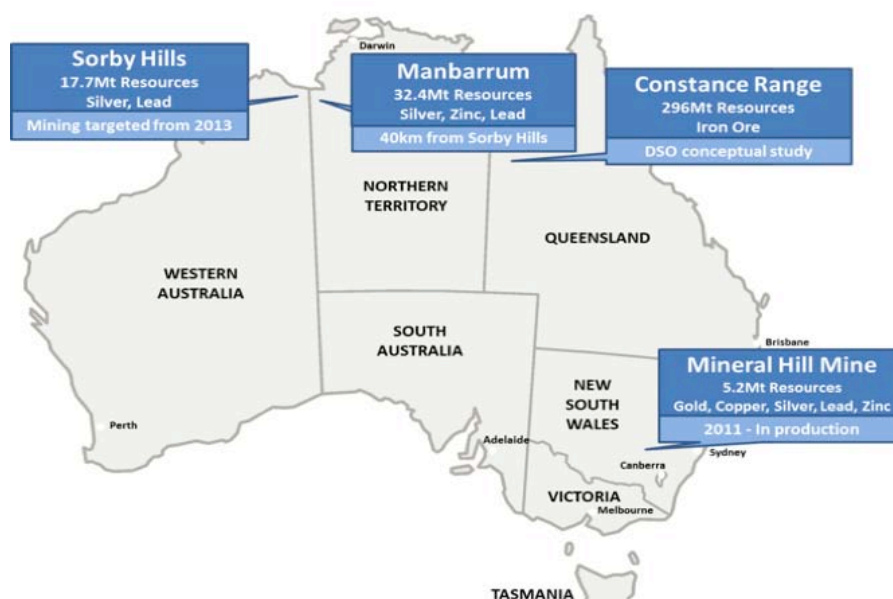 Darwin
Sorby Hills
17.7Mt Resources
Silver, Lead
Mining targeted from 2013
Manbarrum
32.4Mt Resources
Silver, Zinc, Lead
40km from Sorby Hills
Constance Range
296Mt Resources
Iron Ore
DSO conceptual study
NORTHERN
TERRITORY
QUEENSLAND
WESTERN
AUSTRALIA
SOUTH
AUSTRALIA
Brisbane
Mineral Hill Mine
5.2Mt Resources
Gold, Copper, Silver, Lead, Zinc
2011 - In production
NEW
SOUTH
WALES
Perth
Adelaide
Sydney
Canberra
VICTORIA
Melbourne
TASMANIA